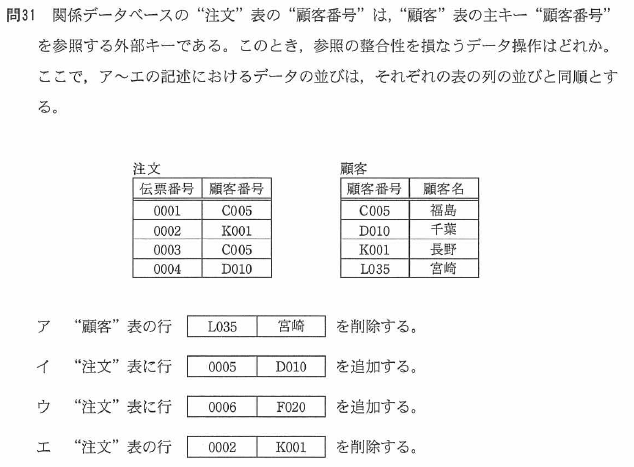 問31 関係データベースの“注文”表の“顧客番号”は，“顧客”表の主キー“顧客番号”
を参照する外部キーである。このとき，参照の整合性を損なうデータ操作はどれか。
ここで，ア～エの記述におけるデータの並びは，それぞれの表の列の並びと同順とす
る。
注文
伝票番号 顧客番号
0001 C005
0002 K001
0003 C005
0004 D010
顧客
顧客番号 顧客名
C005 福島
D010 千葉
K001 長野
L035 宮崎
ア “顧客”表の行 L035 宮崎 を削除する。
イ “注文”表に行 0005 D010 を追加する。
ウ “注文”表に行 0006 F020 を追加する。
エ “注文”表の行 0002 K001 を削除する。